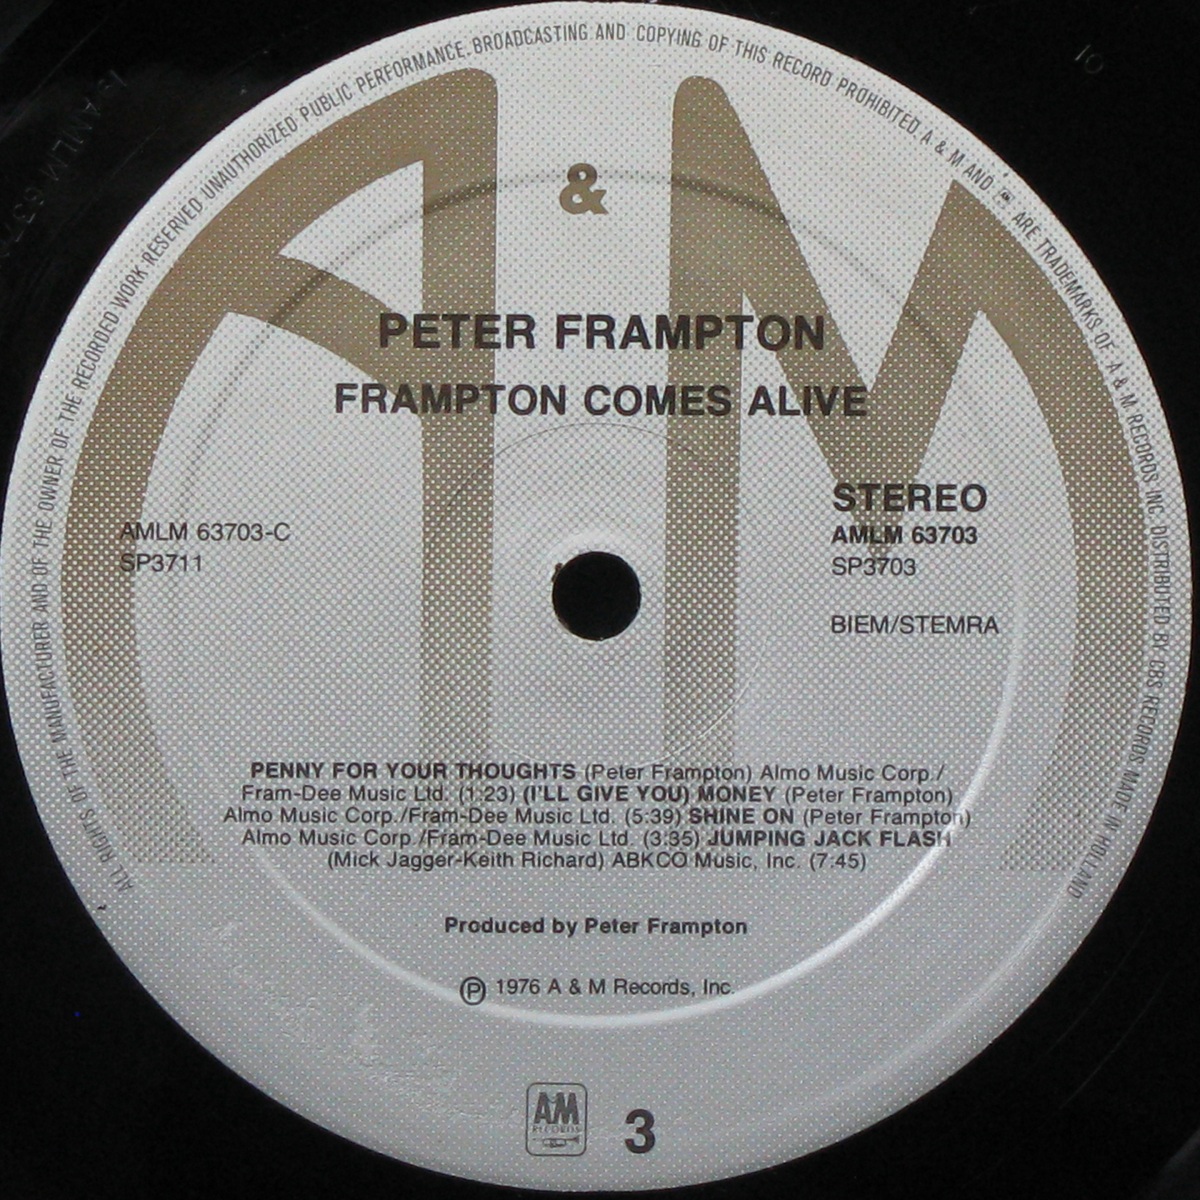 ALL RIGHTS OF THE MANUFACTURER AND OF THE OWNER OF THE RECORDED WORK RESERVED UNAUTHORIZED PUBLIC PERFORMANCE. BROADCASTING AND COPYING OF THIS RECORD PROHIBITED. A & M AND ARE TRADEMARKS OF A & M RECORDS INC. DISTRIBUTED BY CBS RECORDS. MADE IN HOLLAND
A & M
PETER FRAMPTON
FRAMPTON COMES ALIVE
AMLM 63703-C
SP3711
STEREO
AMLM 63703
SP3703
BIEM/STEMRA
PENNY FOR YOUR THOUGHTS (Peter Frampton) Almo Music Corp./
Fram-Dee Music Ltd. (1:23) (I'LL GIVE YOU) MONEY (Peter Frampton)
Almo Music Corp./Fram-Dee Music Ltd. (5:39) SHINE ON (Peter Frampton)
Almo Music Corp./Fram-Dee Music Ltd. (3:35) JUMPING JACK FLASH
(Mick Jagger-Keith Richard) ABKCO Music, Inc. (7:45)
Produced by Peter Frampton
Ⓟ 1976 A & M Records, Inc.
AM
RECORDS
3